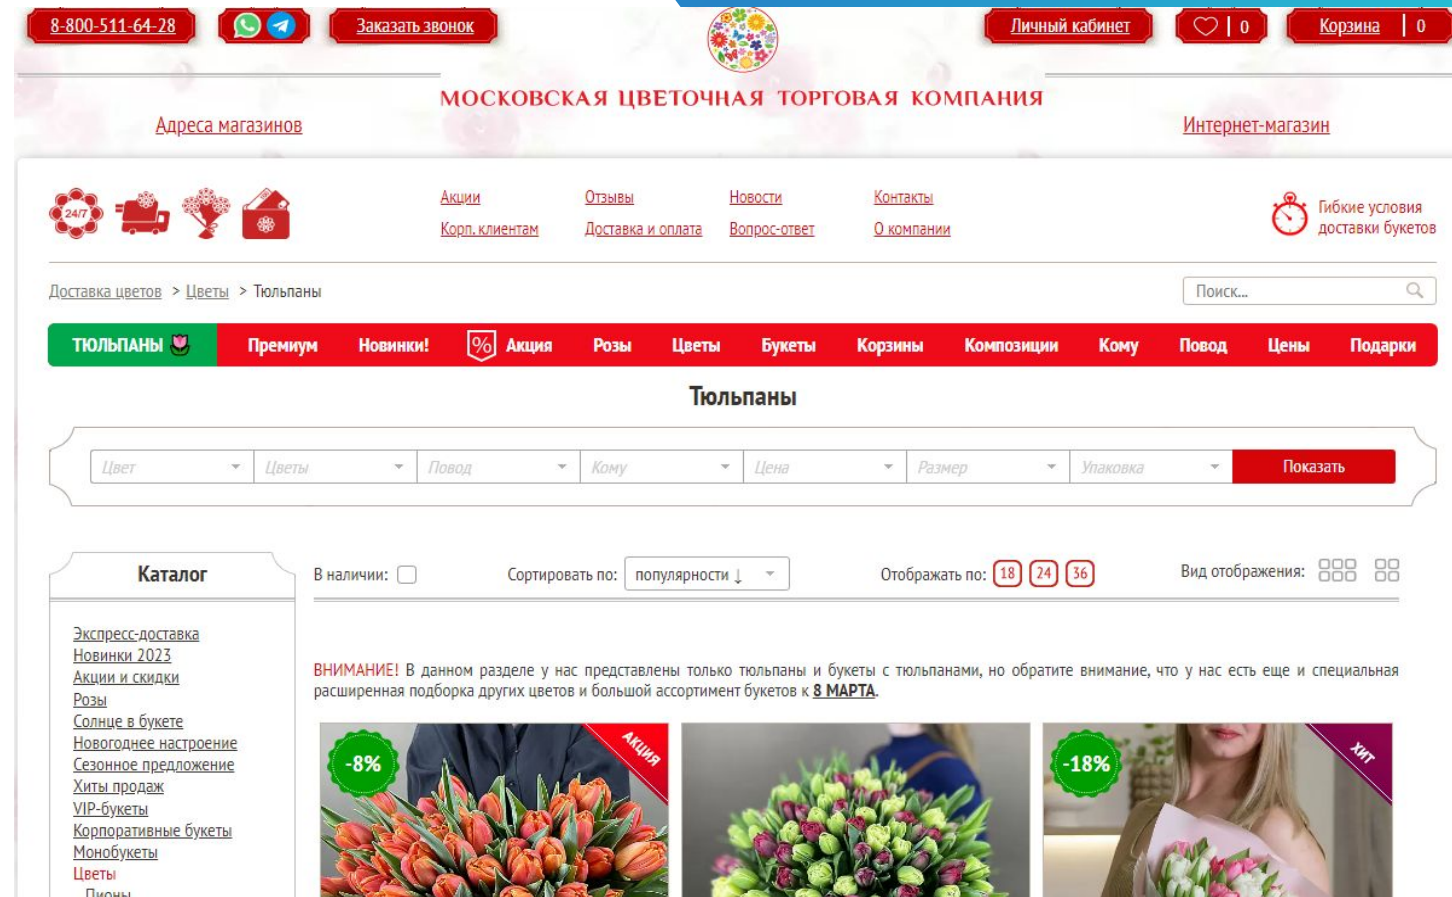 8-800-511-64-28
Заказать звонок
Личный кабинет
0
Корзина
0
МОСКОВСКАЯ ЦВЕТОЧНАЯ ТОРГОВАЯ КОМПАНИЯ
Адреса магазинов
Интернет-магазин
24/7
Акции Отзывы Новости Контакты
Корп. клиентам Доставка и оплата Вопрос-ответ О компании
Гибкие условия
доставки букетов
Доставка цветов > Цветы > Тюльпаны
Поиск...
ТЮЛЬПАНЫ Премиум Новинки! % Акция Розы Цветы Букеты Корзины Композиции Кому Повод Цены Подарки
Тюльпаны
Цвет Цветы Повод Кому Цена Размер Упаковка Показать
Каталог
В наличии: Сортировать по: популярности ↓ Отображать по: 18 24 36 Вид отображения:
Экспресс-доставка
Новинки 2023
Акции и скидки
Розы
Солнце в букете
Новогоднее настроение
Сезонное предложение
Хиты продаж
VIP-букеты
Корпоративные букеты
Монобукеты
Цветы
Пионы
ВНИМАНИЕ! В данном разделе у нас представлены только тюльпаны и букеты с тюльпанами, но обратите внимание, что у нас есть еще и специальная
расширенная подборка других цветов и большой ассортимент букетов к 8 МАРТА.
-8%
АКЦИЯ
-18%
ХИТ